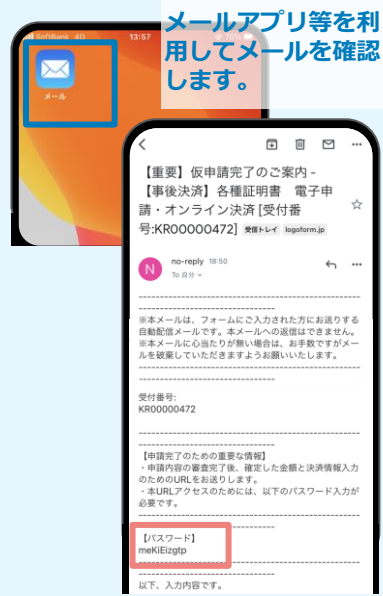 SoftBank 4G
13:57
70%
メールアプリ等を利
用してメールを確認
します。
メール
【重要】仮申請完了のご案内 -
【事後決済】各種証明書　電子申
請・オンライン決済 [受付番
号:KR00000472] 受信トレイ logoform.jp
N
no-reply 18:50
To 自分
------------------------------------------------------
---------------------------------
※本メールは、フォームにご入力された方にお送りする
自動配信メールです。本メールへの返信はできません。
※本メールに心当たりが無い場合は、お手数ですがメー
ルを破棄していただきますようお願いいたします。
------------------------------------------------------
---------------------------------
受付番号:
KR00000472
------------------------------------------------------
---------------------------------
【申請完了のための重要な情報】
・申請内容の審査完了後、確定した金額と決済情報入力
のためのURLをお送りします。
・本URLアクセスのためには、以下のパスワード入力が
必要です。
------------------------------------------------------
---------------------------------
【パスワード】
meKiEizgtp
------------------------------------------------------
---------------------------------
以下、入力内容です。